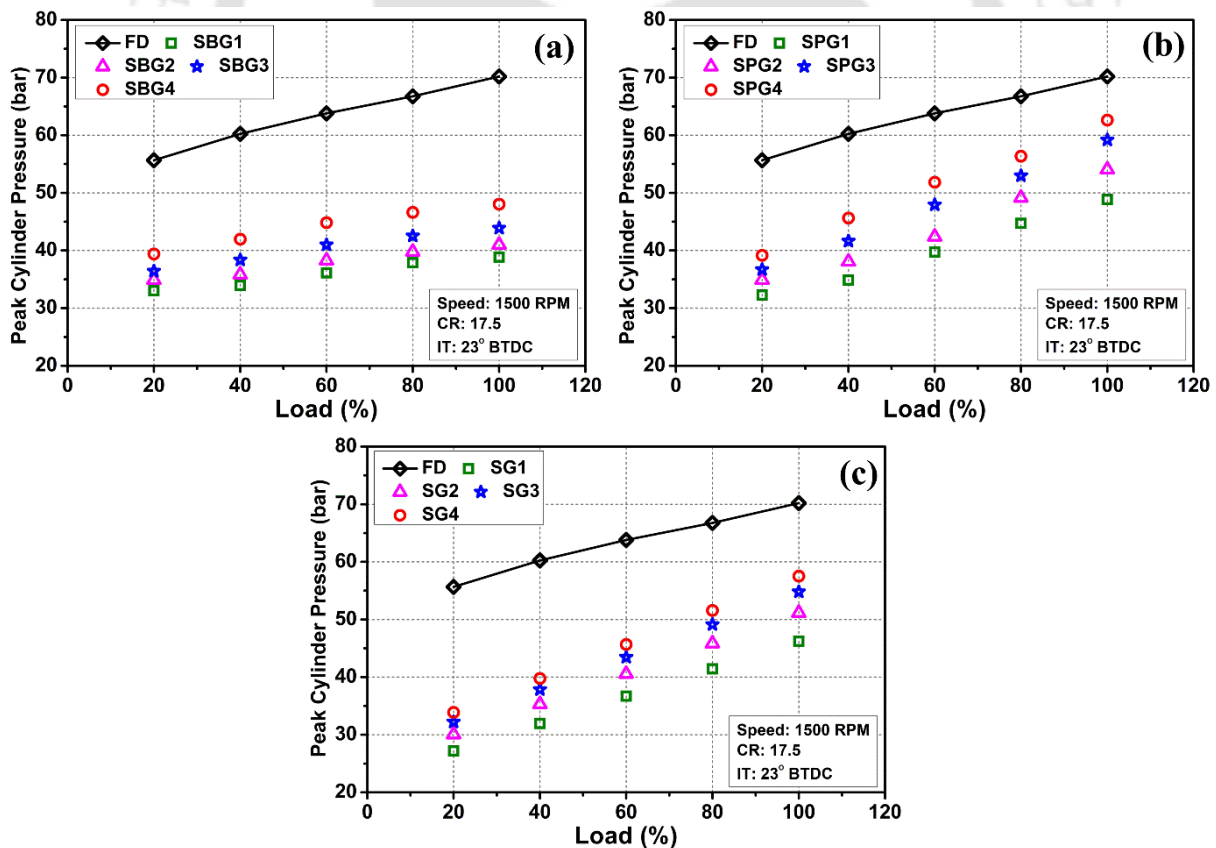 (a)
FD SBG1
SBG2 SBG3
SBG4
Peak Cylinder Pressure (bar)
80
70
60
50
40
30
20
Speed: 1500 RPM
CR: 17.5
IT: 23° BTDC
0 20 40 60 80 100 120
Load (%)
(b)
FD SPG1
SPG2 SPG3
SPG4
Peak Cylinder Pressure (bar)
80
70
60
50
40
30
20
Speed: 1500 RPM
CR: 17.5
IT: 23° BTDC
0 20 40 60 80 100 120
Load (%)
(c)
FD SG1
SG2 SG3
SG4
Peak Cylinder Pressure (bar)
80
70
60
50
40
30
20
Speed: 1500 RPM
CR: 17.5
IT: 23° BTDC
0 20 40 60 80 100 120
Load (%)